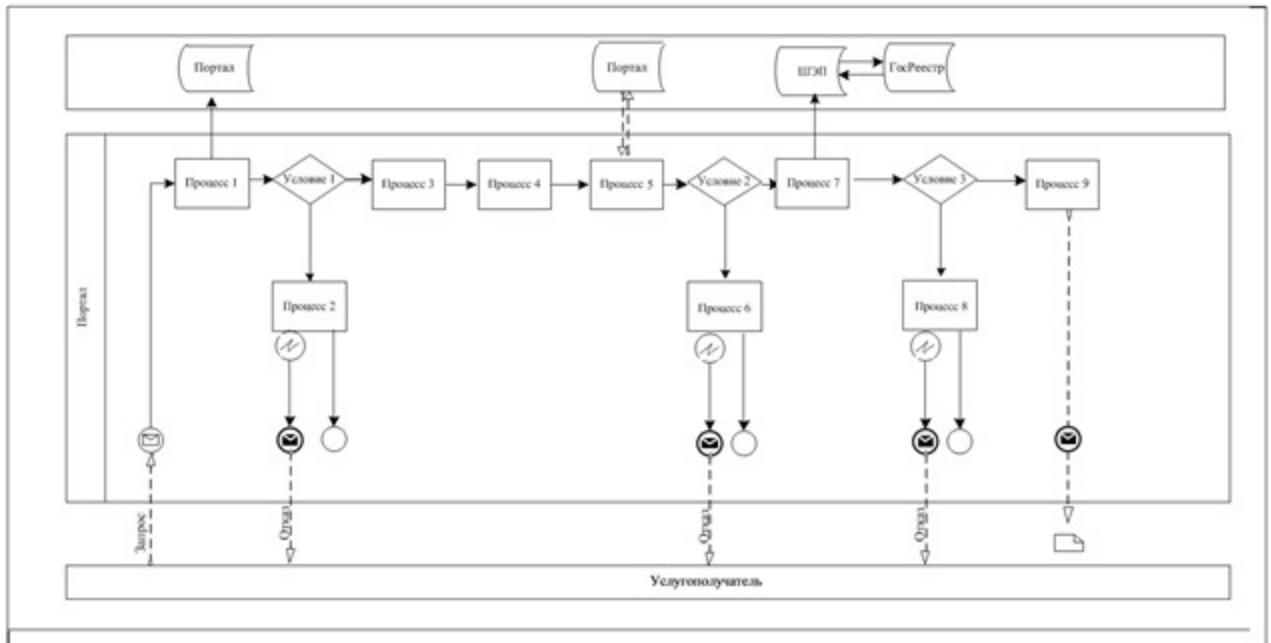 Портал
Портал
ШЭП
ГосРеестр
Процесс 1
Условие 1
Процесс 3
Процесс 4
Процесс 5
Условие 2
Процесс 7
Условие 3
Процесс 9
Портал
Процесс 2
Процесс 6
Процесс 8
Запрос
Отказ
Отказ
Отказ
Услугополучатель